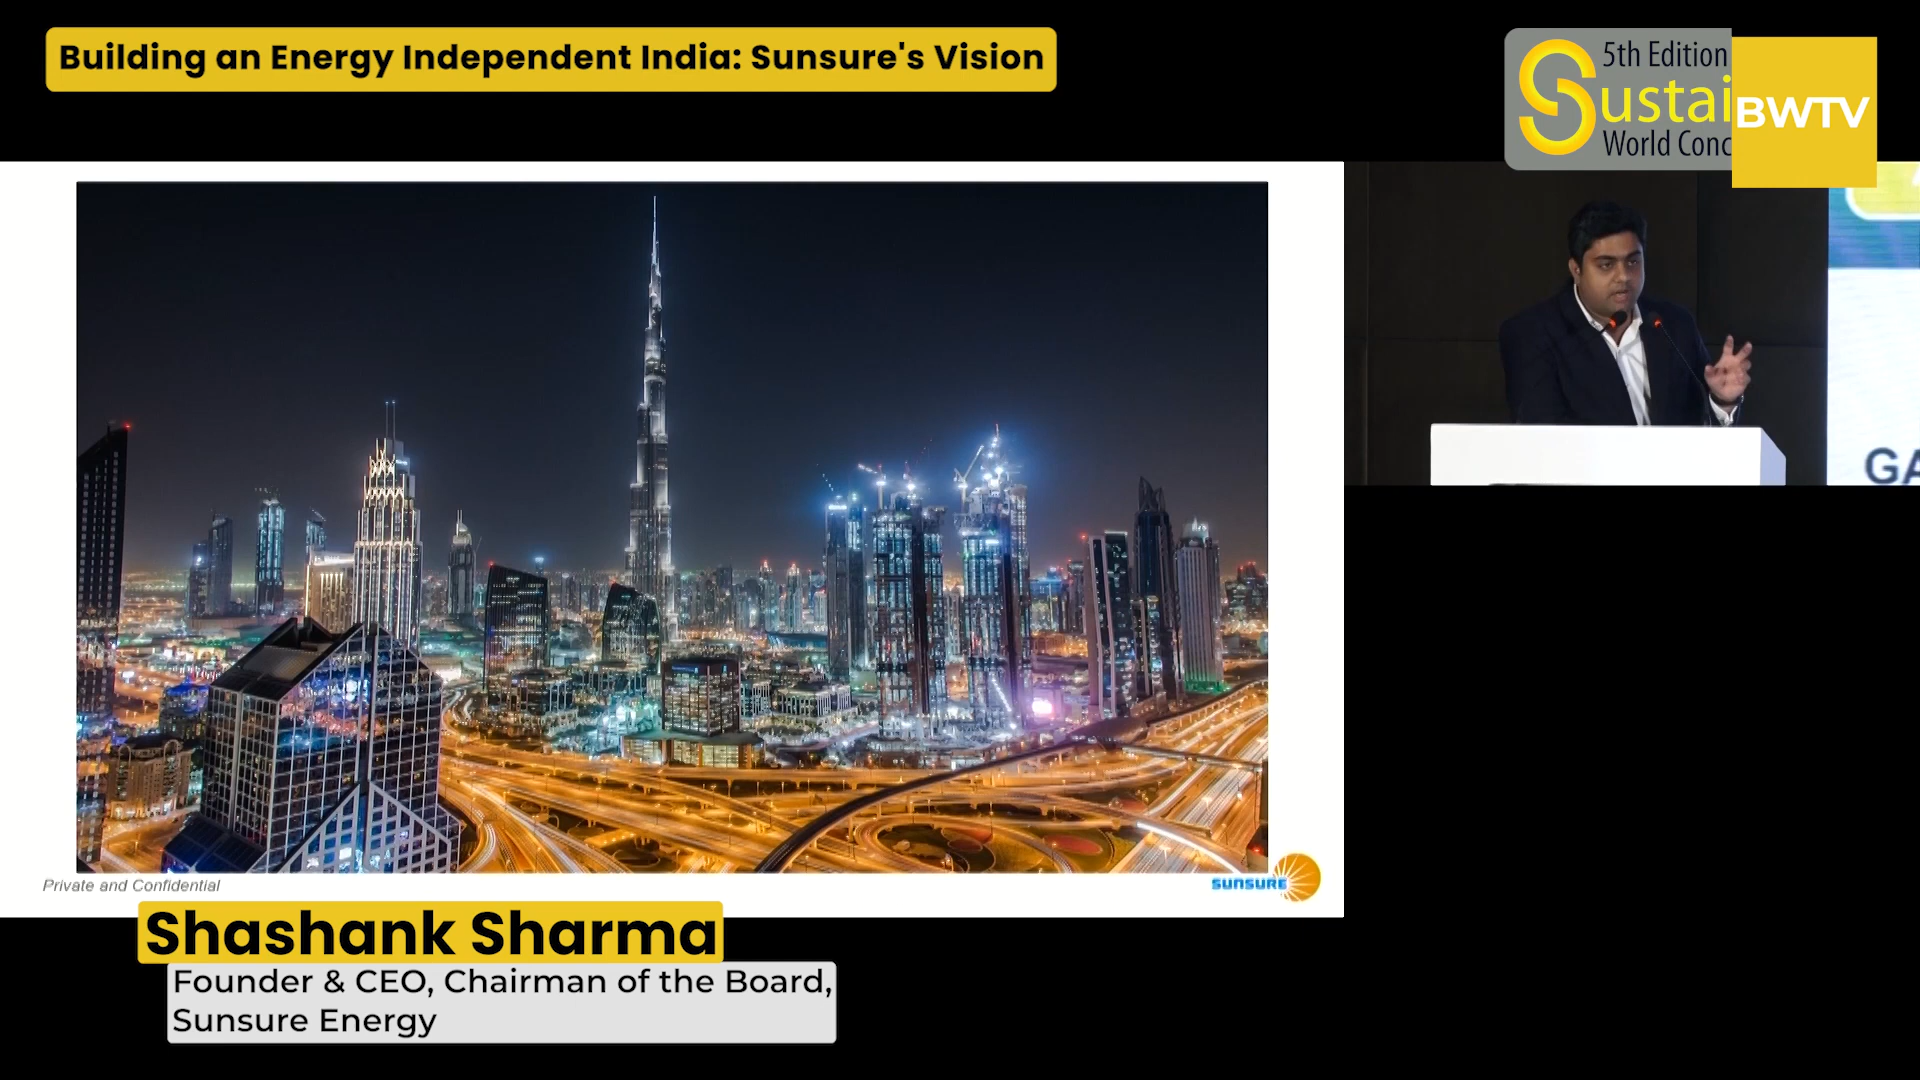 Building an Energy Independent India: Sunsure's Vision
5th Edition
Sustai
World Conc
BWTV
GA
Private and Confidential
SUNSURE
Shashank Sharma
Founder & CEO, Chairman of the Board,
Sunsure Energy